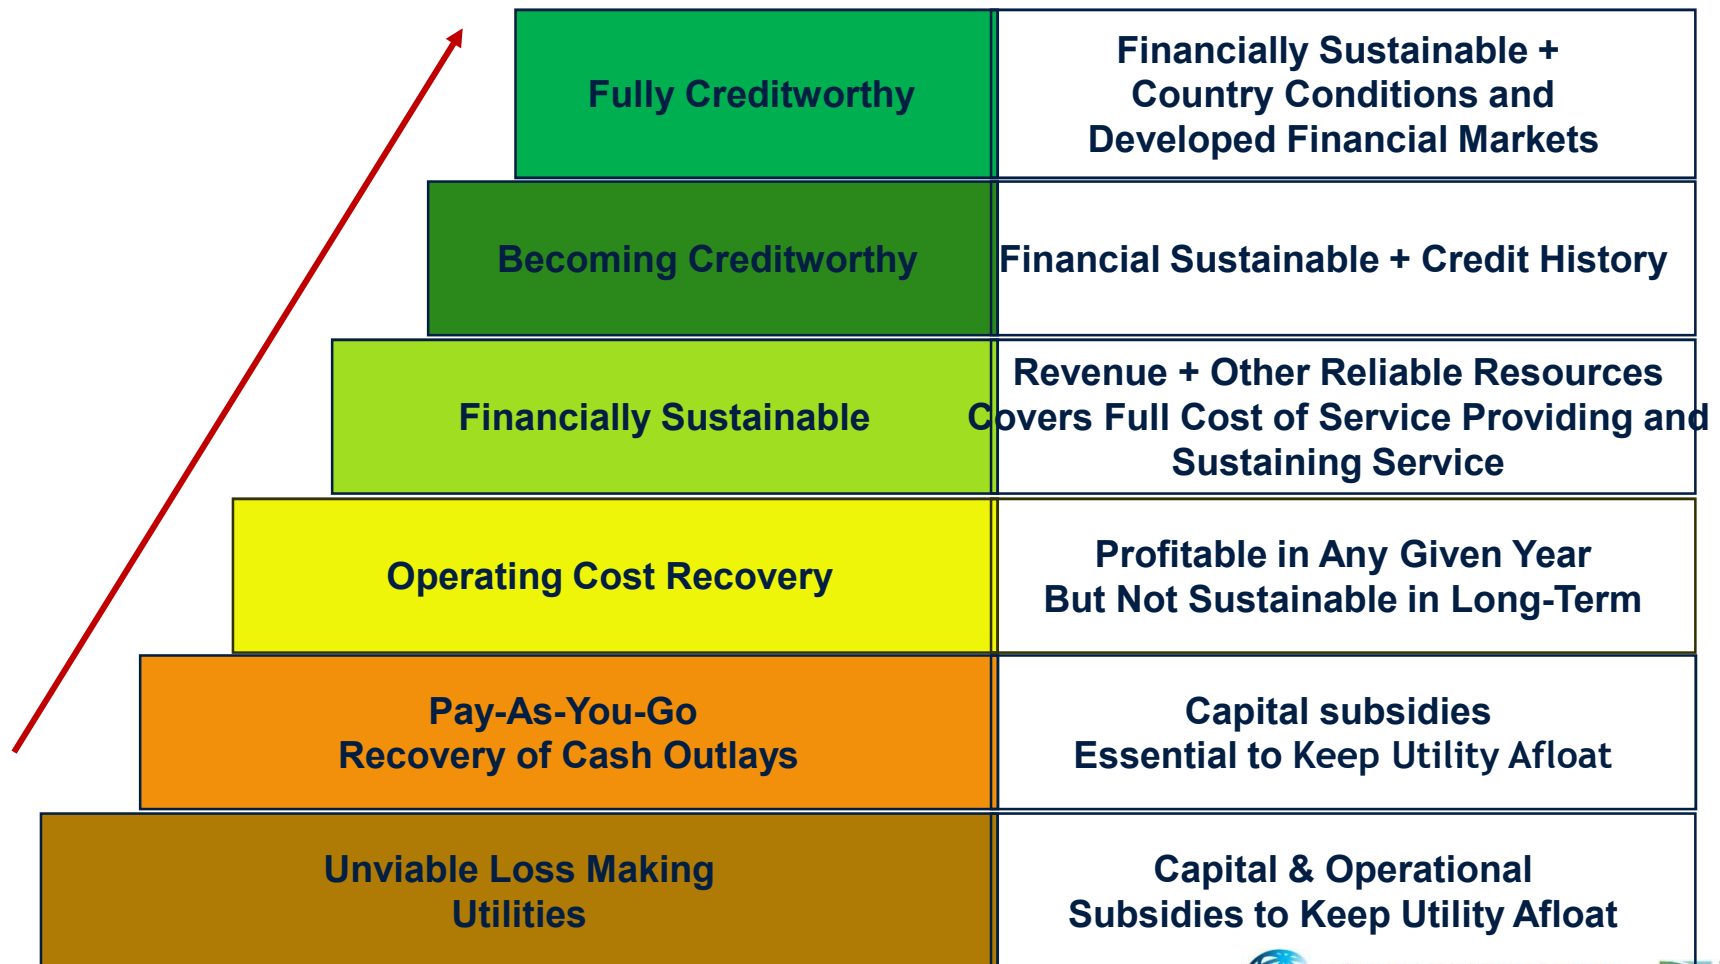 Fully Creditworthy
Financially Sustainable +
Country Conditions and
Developed Financial Markets
Becoming Creditworthy
Financial Sustainable + Credit History
Financially Sustainable
Revenue + Other Reliable Resources
Covers Full Cost of Service Providing and
Sustaining Service
Operating Cost Recovery
Profitable in Any Given Year
But Not Sustainable in Long-Term
Pay-As-You-Go
Recovery of Cash Outlays
Capital subsidies
Essential to Keep Utility Afloat
Unviable Loss Making
Utilities
Capital & Operational
Subsidies to Keep Utility Afloat